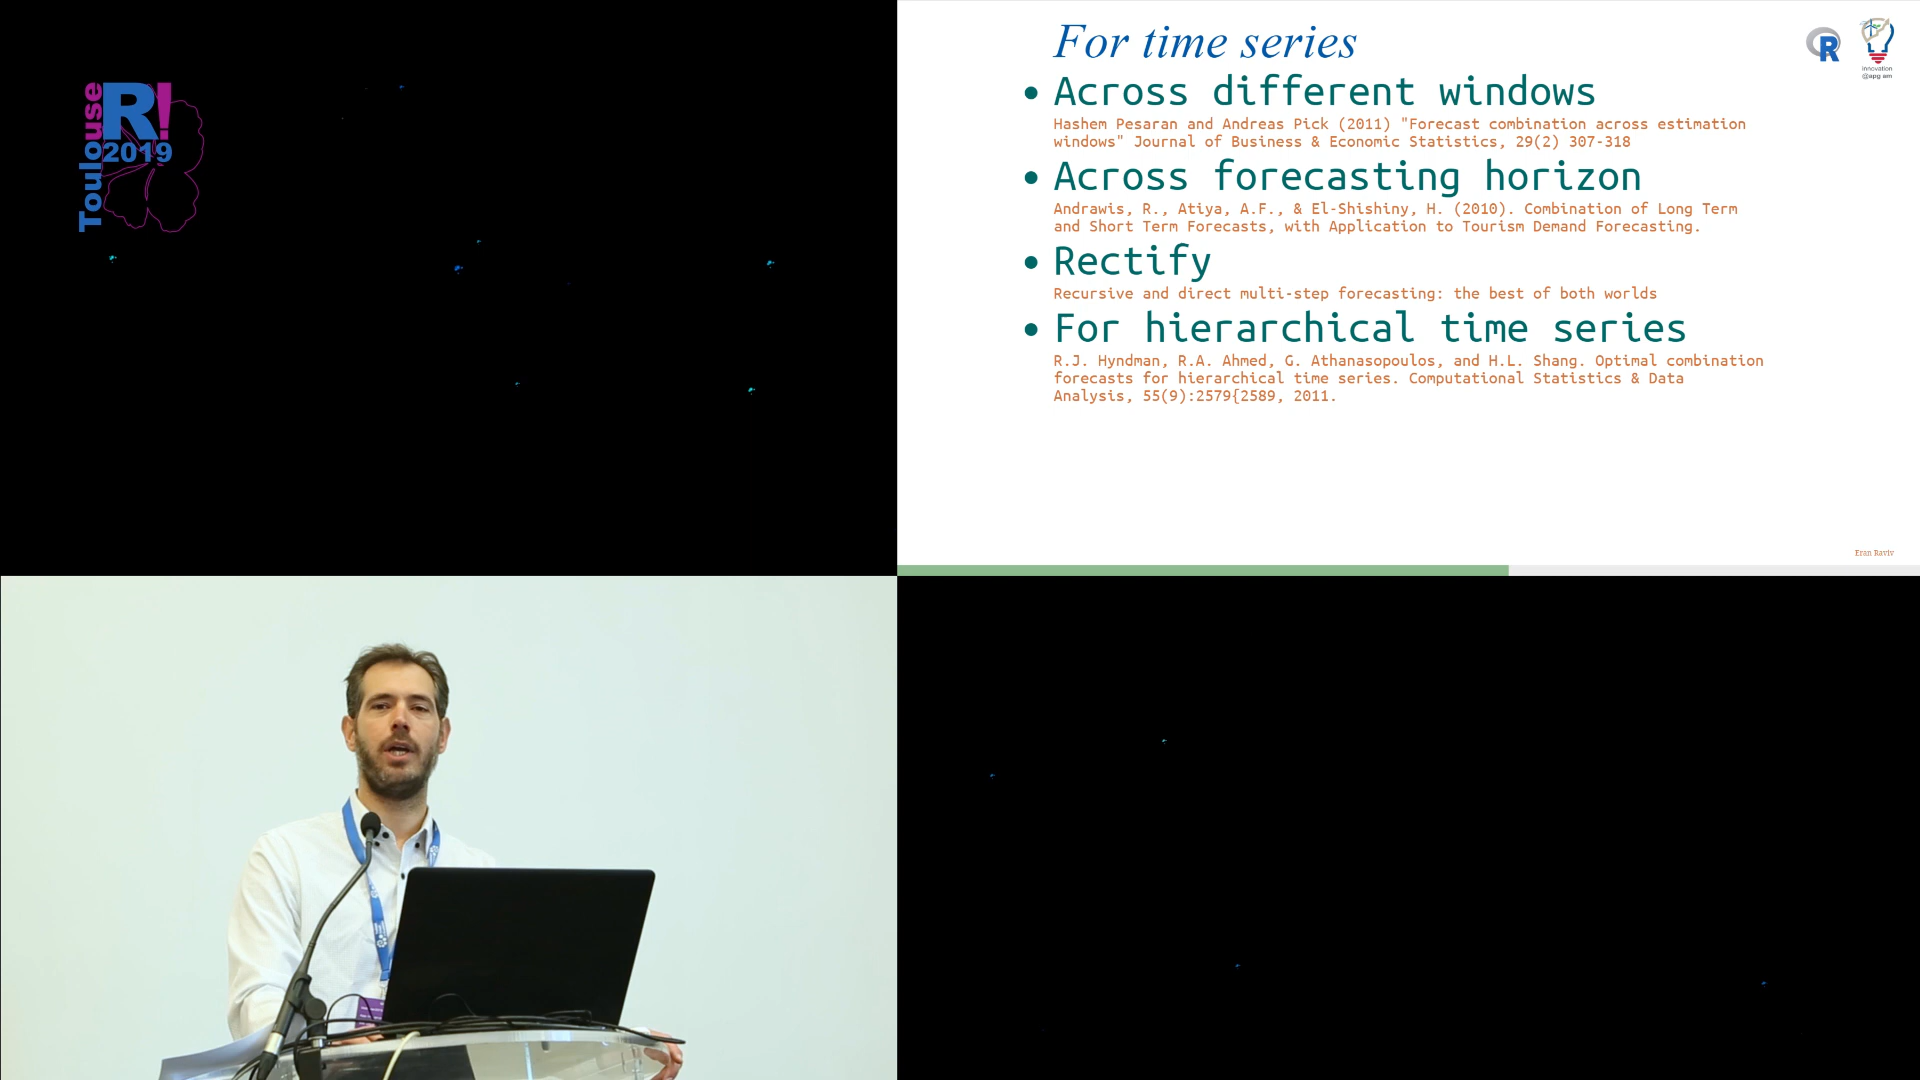 Toulouse
R!
2019
For time series
• Across different windows
Hashem Pesaran and Andreas Pick (2011) "Forecast combination across estimation
windows" Journal of Business & Economic Statistics, 29(2) 307-318
• Across forecasting horizon
Andrawis, R., Atiya, A.F., & El-Shishiny, H. (2010). Combination of Long Term
and Short Term Forecasts, with Application to Tourism Demand Forecasting.
• Rectify
Recursive and direct multi-step forecasting: the best of both worlds
• For hierarchical time series
R.J. Hyndman, R.A. Ahmed, G. Athanasopoulos, and H.L. Shang. Optimal combination
forecasts for hierarchical time series. Computational Statistics & Data
Analysis, 55(9):2579{2589, 2011.
R
Innovation
@apg am
Eran Raviv